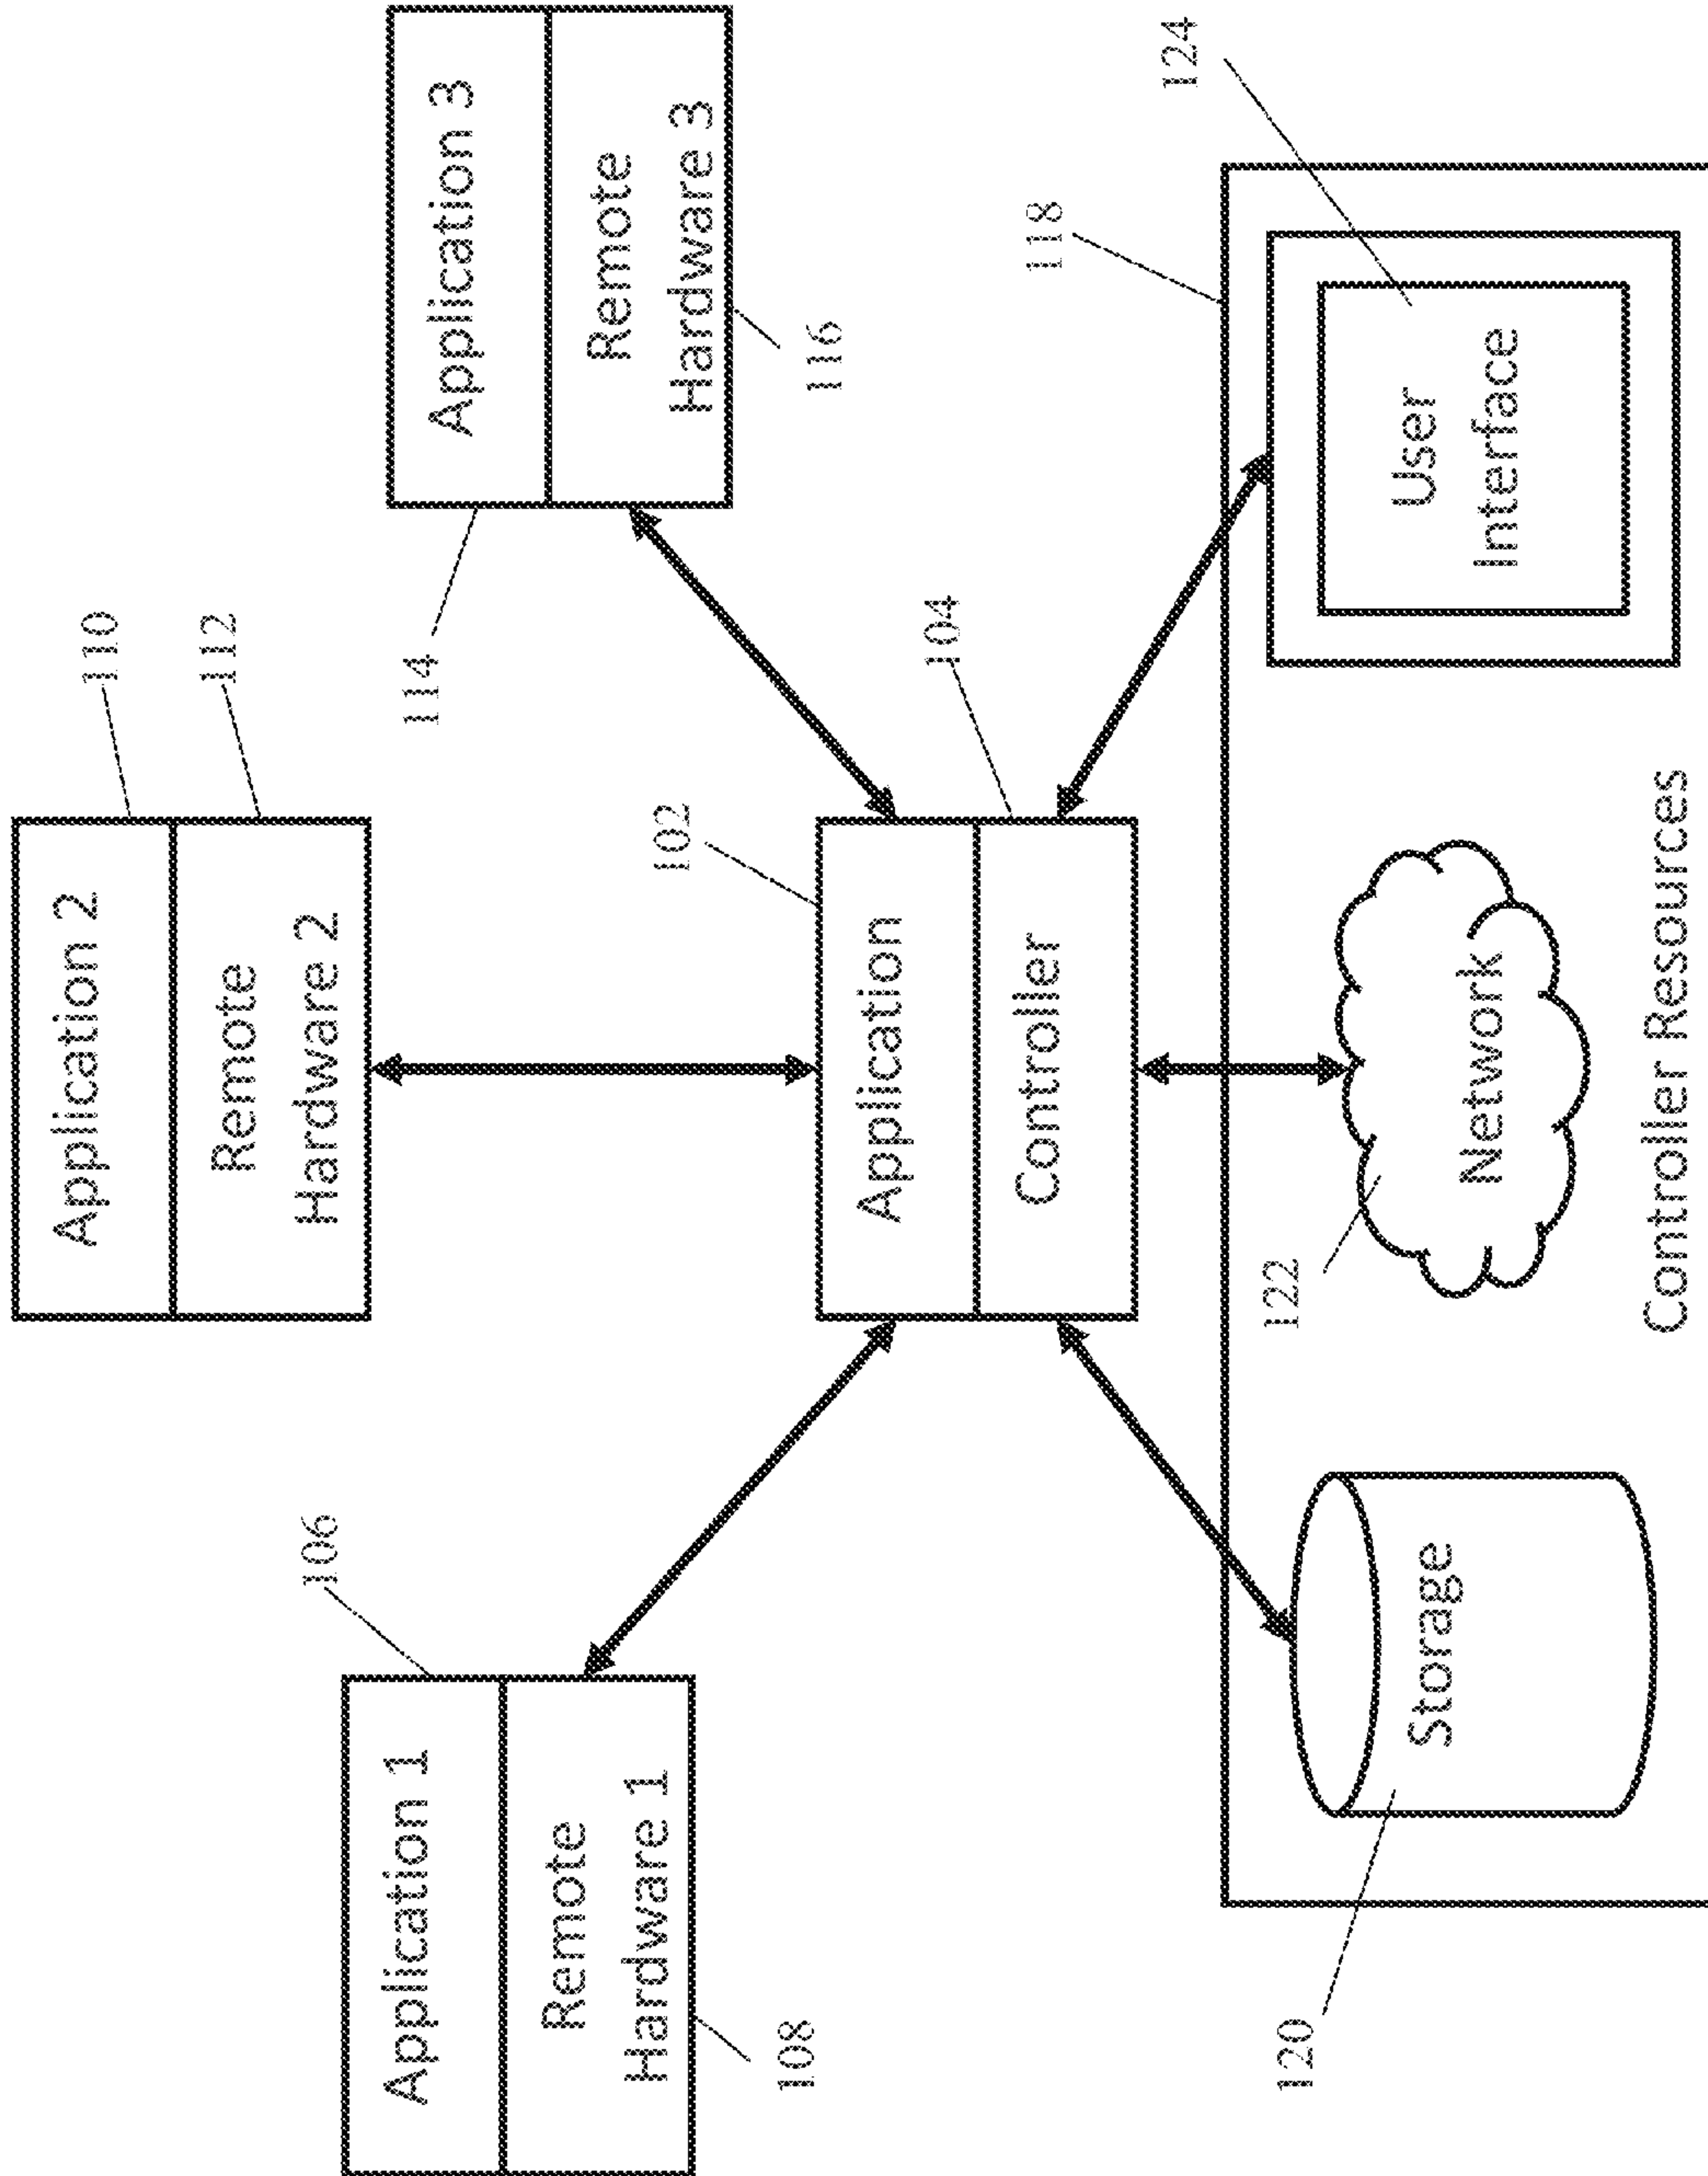 Application 2
110
Remote
Hardware 2
112
Application 1
106
Remote
Hardware 1
108
Application 3
114
Remote
Hardware 3
116
102
Application
Controller
104
118
120
Storage
122
Network
124
User
Interface
Controller Resources